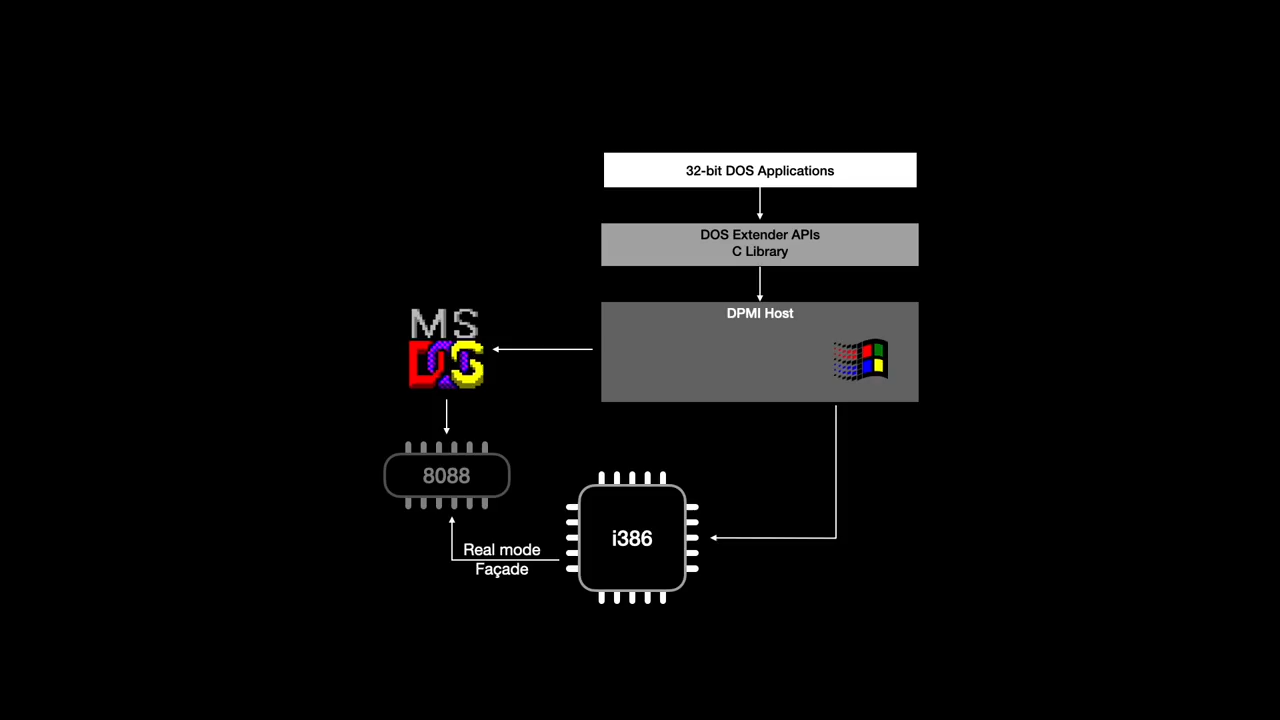 32-bit DOS Applications
DOS Extender APIs
C Library
DPMI Host
MS
DOS
8088
i386
Real mode
Façade